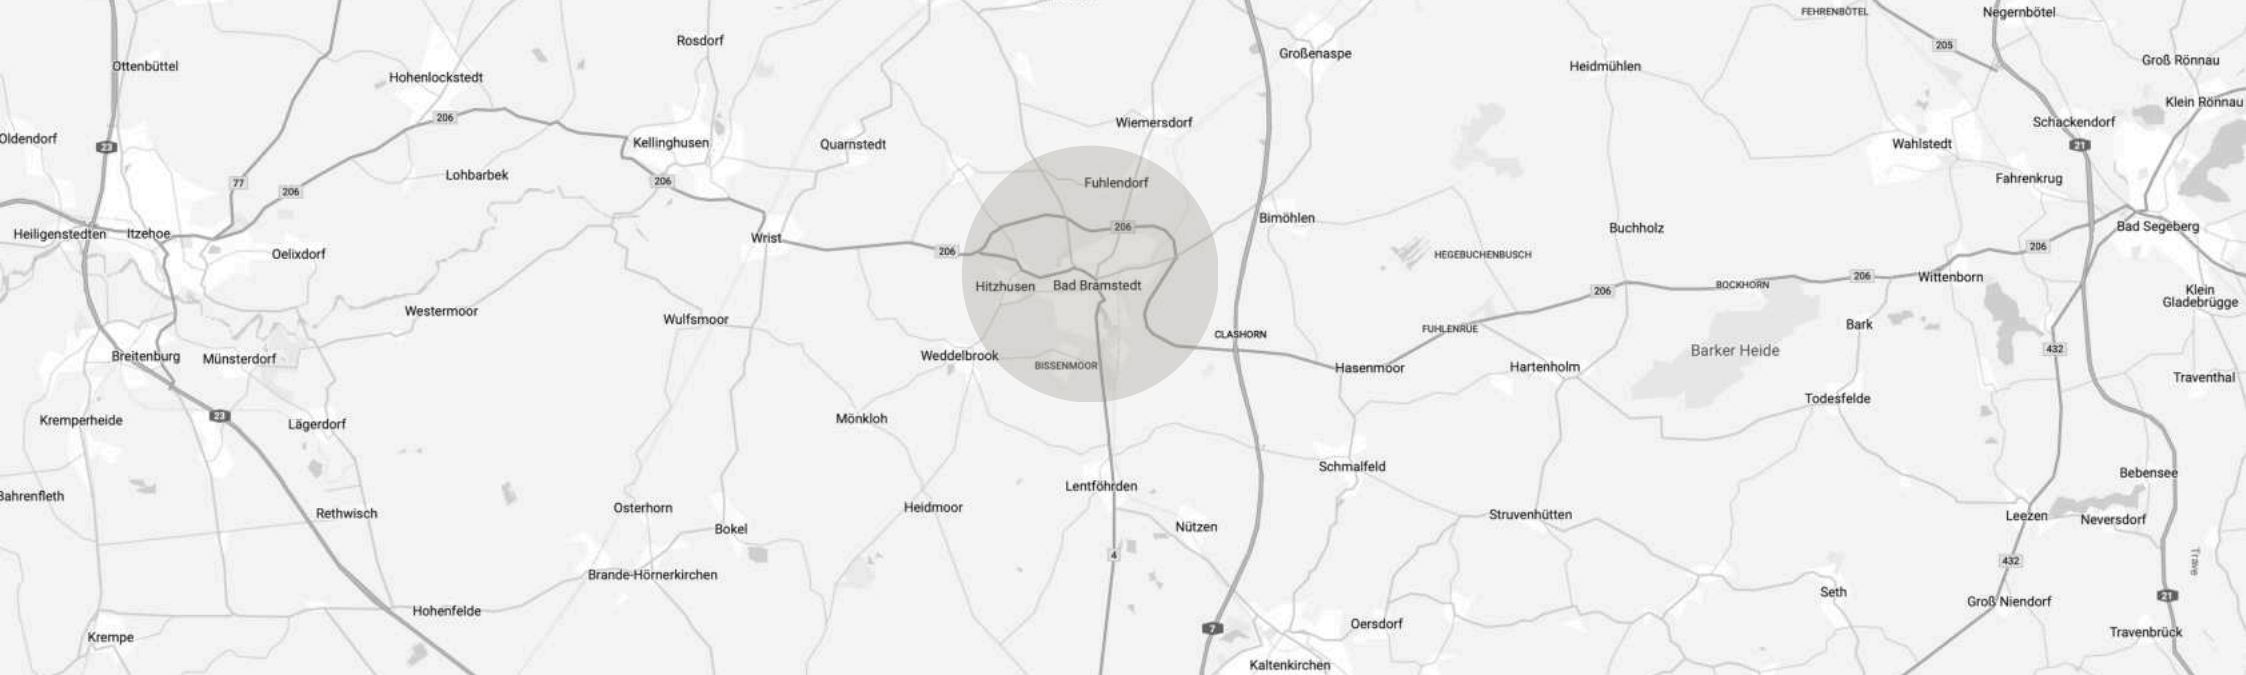 FEHRENBÖTEL
Negernbötel
Rosdorf
205
Großenaspe
Groß Rönnau
Ottenbüttel
Heidmühlen
Hohenlockstedt
Klein Rönnau
206
Wiemersdorf
Schackendorf
Oldendorf
Kellinghusen
Quarnstedt
Wahlstedt
21
23
Lohbarbek
206
Fuhlendorf
Fahrenkrug
77
206
Bimöhlen
Buchholz
Bad Segeberg
206
Heiligenstedten
Itzehoe
Wrist
206
206
Oelixdorf
HEGEBUCHENBUSCH
206
Wittenborn
Hitzhusen
Bad Bramstedt
206
BOCKHORN
Klein
Gladebrügge
Westermoor
Wulfsmoor
FUHLENRUE
Bark
CLASHORN
432
Barker Heide
Breitenburg
Münsterdorf
Weddelbrook
BISSENMOOR
Hasenmoor
Hartenholm
Traventhal
Todesfelde
23
Kremperheide
Lägerdorf
Mönkloh
Schmalfeld
Bebensee
Lentföhrden
Bahrenfleth
Rethwisch
Osterhorn
Heidmoor
Struvenhütten
Leezen
Neversdorf
Bokel
Nützen
4
432
Trave
Brande-Hörnerkirchen
Seth
21
Groß Niendorf
Hohenfelde
7
Oersdorf
Travenbrück
Krempe
Kaltenkirchen